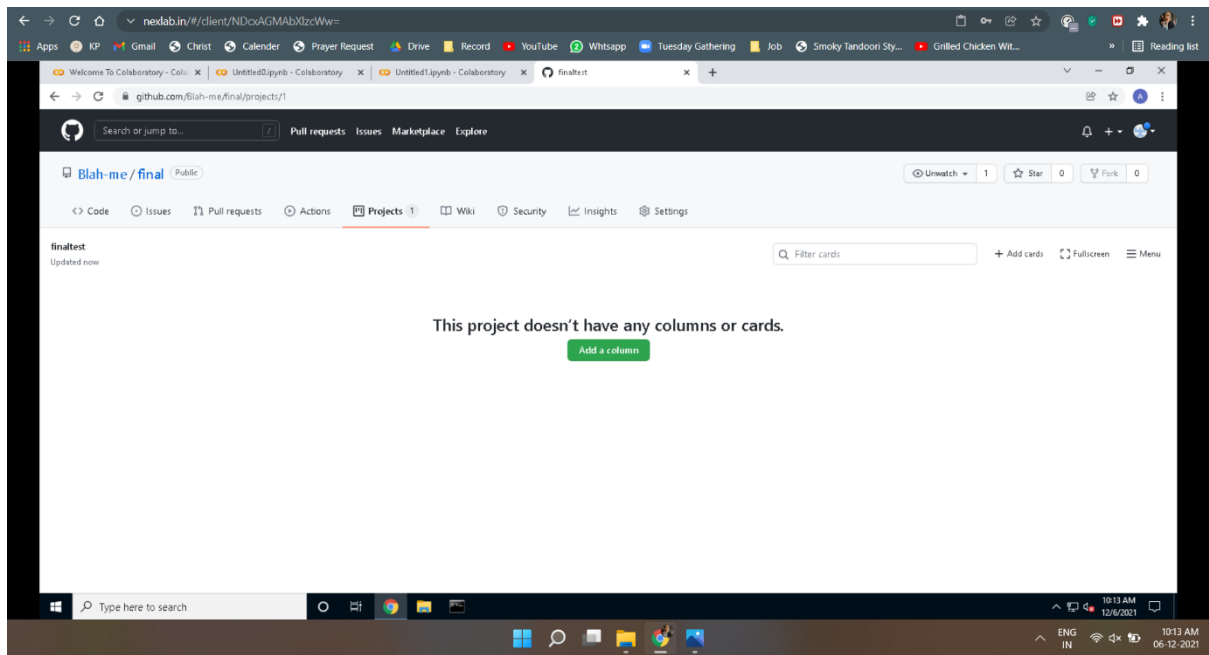 nexlab.in/#/client/NDcxAGMAbXlzcWw=
Apps KP Gmail Christ Calender Prayer Request Drive Record YouTube Whtsapp Tuesday Gathering Job Smoky Tandoori Sty... Grilled Chicken Wit... » Reading list
Welcome To Colaboratory - Col Untitled0.ipynb - Colaboratory Untitled1.ipynb - Colaboratory finaltest
github.com/Blah-me/final/projects/1 A
Search or jump to... / Pull requests Issues Marketplace Explore
Blah-me / final Public Unwatch 1 Star 0 Fork 0
Code Issues Pull requests Actions Projects 1 Wiki Security Insights Settings
finaltest
Updated now
Filter cards + Add cards Fullscreen Menu
This project doesn't have any columns or cards.
Add a column
Type here to search
10:13 AM
12/6/2021
ENG
IN
10:13 AM
06-12-2021